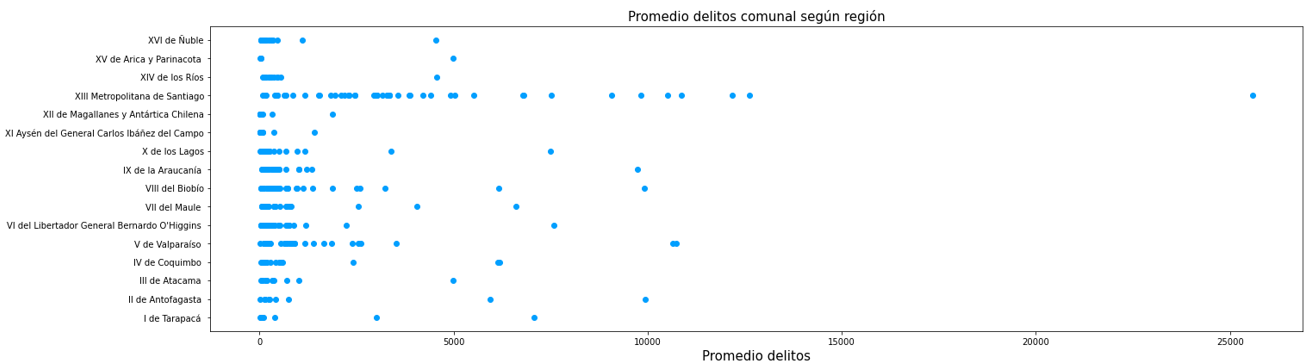 Promedio delitos comunal según región
XVI de Ñuble
XV de Arica y Parinacota
XIV de los Ríos
XIII Metropolitana de Santiago
XII de Magallanes y Antártica Chilena
XI Aysén del General Carlos Ibáñez del Campo
X de los Lagos
IX de la Araucanía
VIII del Biobío
VII del Maule
VI del Libertador General Bernardo O'Higgins
V de Valparaíso
IV de Coquimbo
III de Atacama
II de Antofagasta
I de Tarapacá
0 5000 10000 15000 20000 25000
Promedio delitos